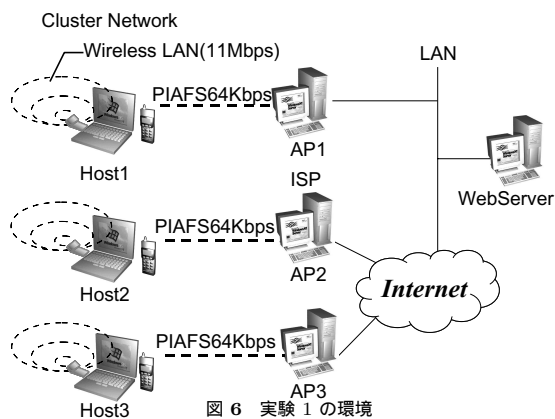 Cluster Network
Wireless LAN(11Mbps)
LAN
PIAFS64Kbps
Host1
AP1
ISP
WebServer
PIAFS64Kbps
Host2
AP2
Internet
PIAFS64Kbps
Host3
AP3
図 6 実験 1 の環境